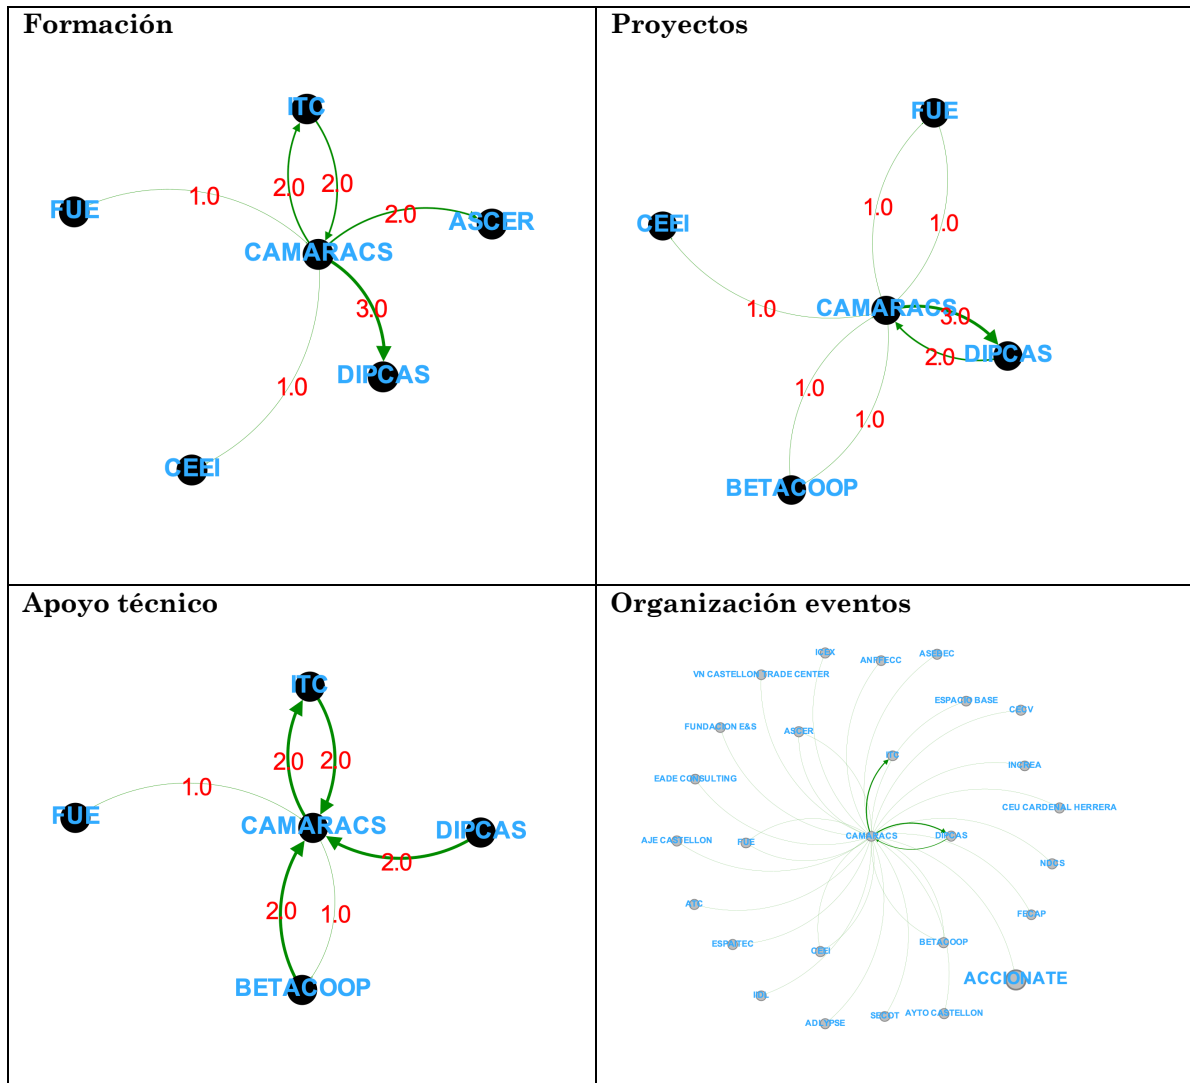 Formación
ITC
FUE
1.0
2.0
2.0
2.0
ASCER
CAMARACS
3.0
DIPCAS
1.0
CEEI
Proyectos
FUE
CEEI
1.0
1.0
1.0
CAMARACS
3.0
2.0
DIPCAS
1.0
1.0
BETACOOP
Apoyo técnico
ITC
2.0
2.0
FUE
1.0
CAMARACS
DIPCAS
2.0
2.0
1.0
BETACOOP
Organización eventos
ICEX
ANFFECC
ASEBEC
VN CASTELLON TRADE CENTER
ESPACIO BASE
CECV
FUNDACION E&S
ASCER
ITC
INCREA
EADE CONSULTING
CEU CARDENAL HERRERA
AJE CASTELLON
FUE
CAMARACS
DIPCAS
NDCS
ATC
FECAP
ESPAITEC
CEEI
BETACOOP
ACCIONATE
ADLYPSE
SECOT
AYTO CASTELLON